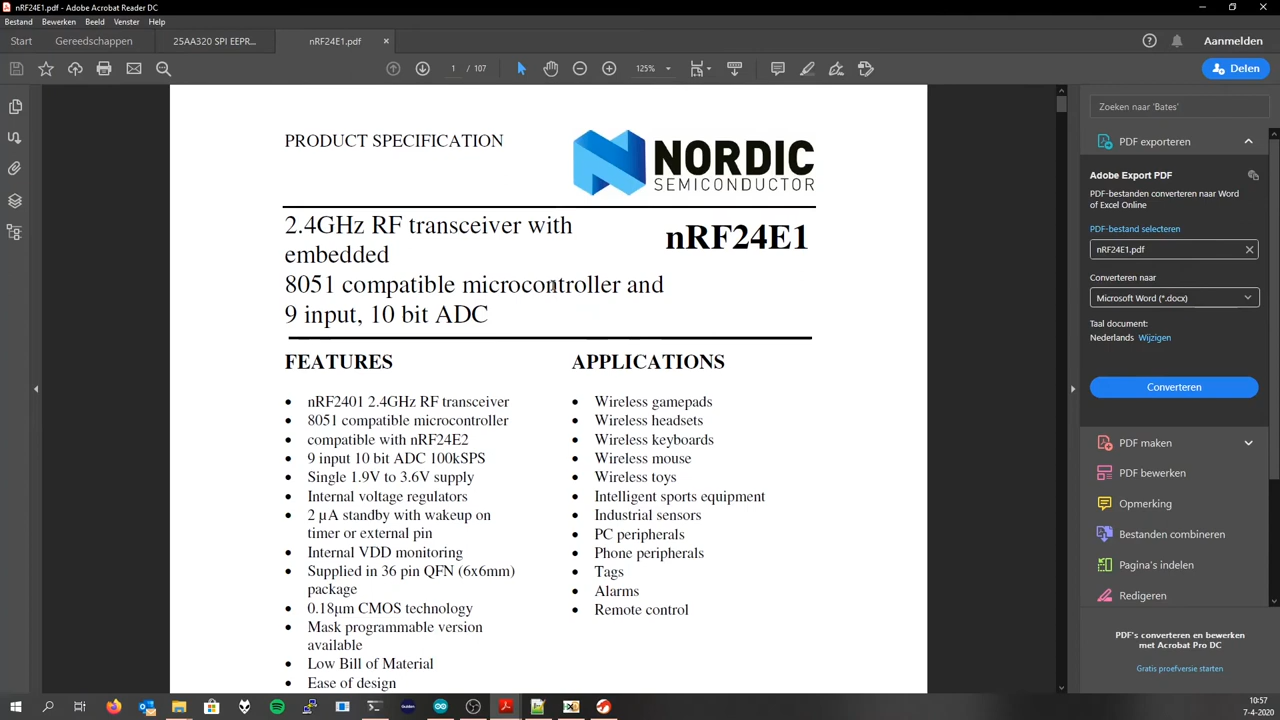 nRF24E1.pdf - Adobe Acrobat Reader DC
Bestand Bewerken Beeld Venster Help
Start Gereedschappen 25AA320 SPI EEPR... nRF24E1.pdf
Aanmelden
1 / 107 125% Delen
PRODUCT SPECIFICATION
NORDIC
SEMICONDUCTOR
2.4GHz RF transceiver with
embedded
8051 compatible microcontroller and
9 input, 10 bit ADC
nRF24E1
FEATURES
• nRF2401 2.4GHz RF transceiver
• 8051 compatible microcontroller
• compatible with nRF24E2
• 9 input 10 bit ADC 100kSPS
• Single 1.9V to 3.6V supply
• Internal voltage regulators
• 2 µA standby with wakeup on
timer or external pin
• Internal VDD monitoring
• Supplied in 36 pin QFN (6x6mm)
package
• 0.18µm CMOS technology
• Mask programmable version
available
• Low Bill of Material
• Ease of design
APPLICATIONS
• Wireless gamepads
• Wireless headsets
• Wireless keyboards
• Wireless mouse
• Wireless toys
• Intelligent sports equipment
• Industrial sensors
• PC peripherals
• Phone peripherals
• Tags
• Alarms
• Remote control
Zoeken naar 'Bates'
PDF exporteren
Adobe Export PDF
PDF-bestanden converteren naar Word
of Excel Online
PDF-bestand selecteren
nRF24E1.pdf
Converteren naar
Microsoft Word (*.docx)
Taal document:
Nederlands Wijzigen
Converteren
PDF maken
PDF bewerken
Opmerking
Bestanden combineren
Pagina's indelen
Redigeren
PDF's converteren en bewerken
met Acrobat Pro DC
Gratis proefversie starten
10:57
7-4-2020